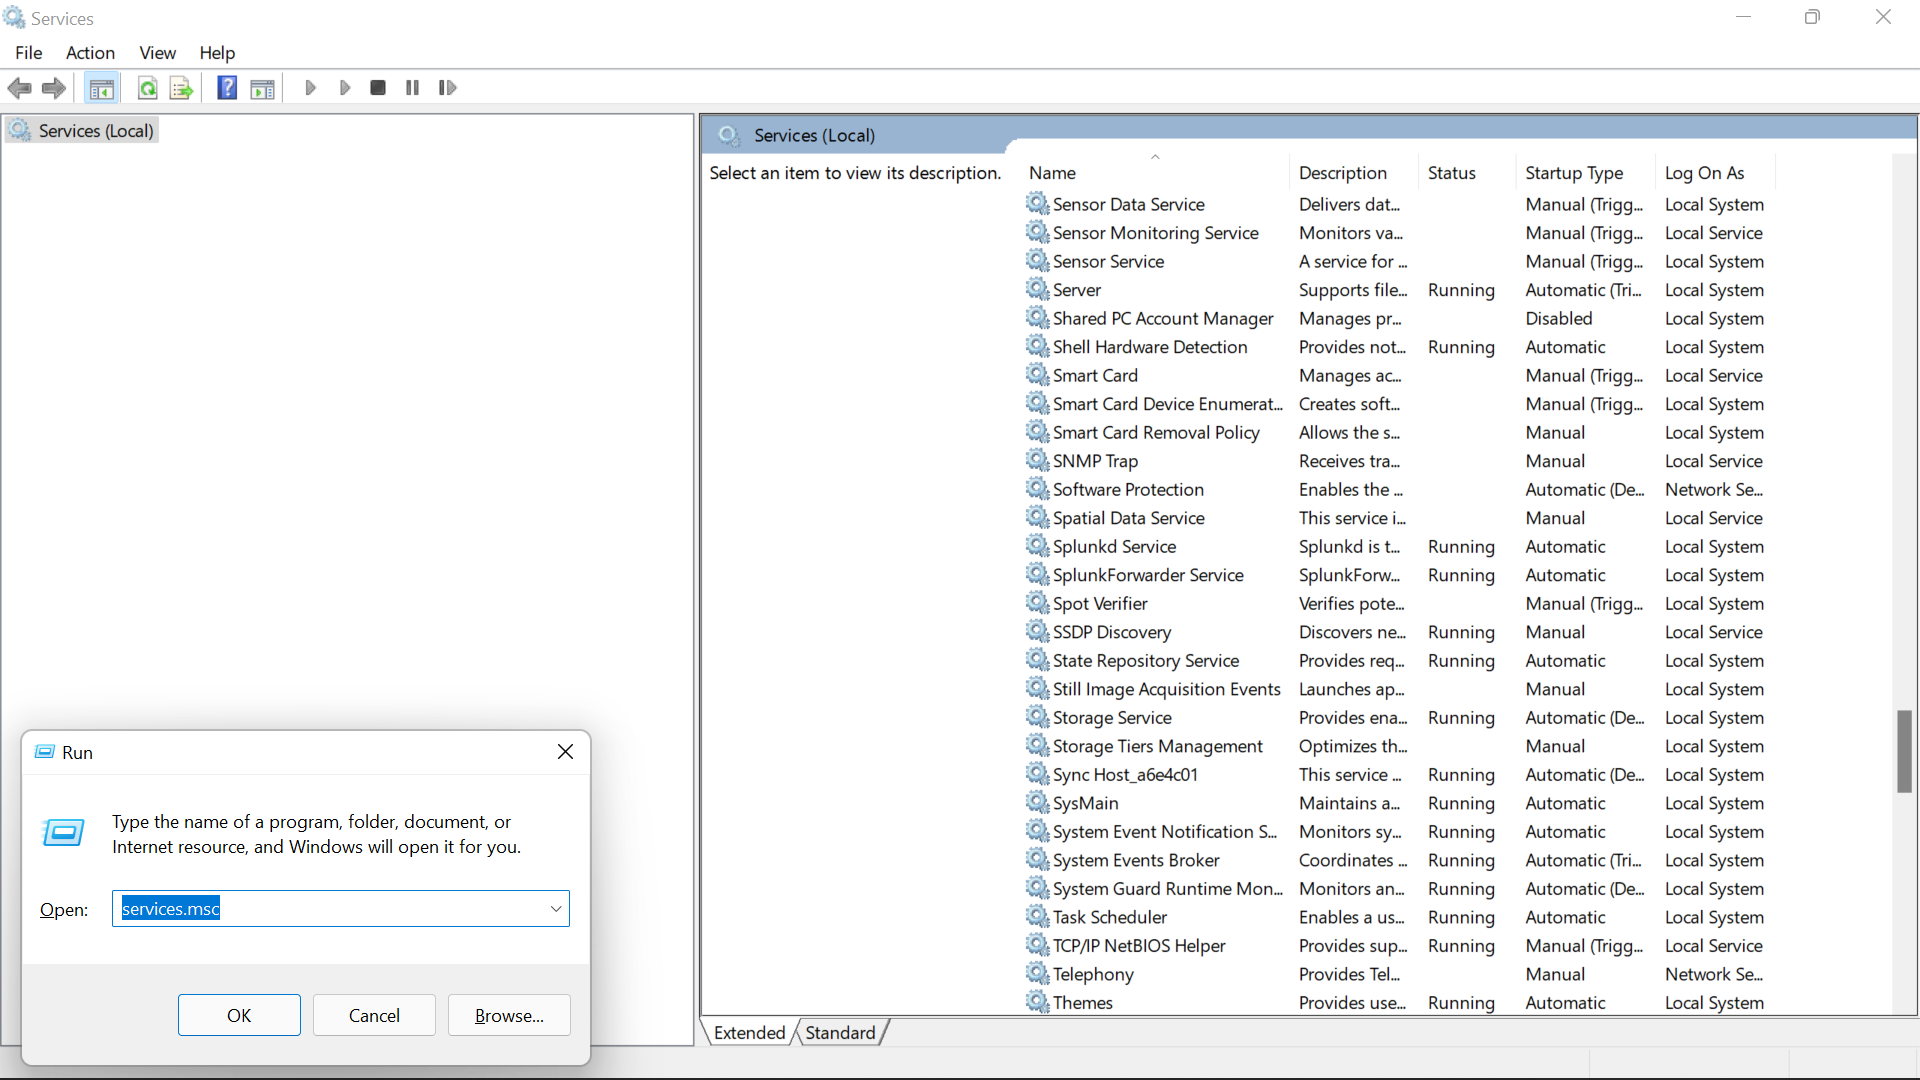 Services
File Action View Help
Services (Local)
Services (Local)
Select an item to view its description.
Name Description Status Startup Type Log On As
Sensor Data Service Delivers dat... Manual (Trigg... Local System
Sensor Monitoring Service Monitors va... Manual (Trigg... Local Service
Sensor Service A service for ... Manual (Trigg... Local System
Server Supports file... Running Automatic (Tri... Local System
Shared PC Account Manager Manages pr... Disabled Local System
Shell Hardware Detection Provides not... Running Automatic Local System
Smart Card Manages ac... Manual (Trigg... Local Service
Smart Card Device Enumerat... Creates soft... Manual (Trigg... Local System
Smart Card Removal Policy Allows the s... Manual Local System
SNMP Trap Receives tra... Manual Local Service
Software Protection Enables the ... Automatic (De... Network Se...
Spatial Data Service This service i... Manual Local Service
Splunkd Service Splunkd is t... Running Automatic Local System
SplunkForwarder Service SplunkForw... Running Automatic Local System
Spot Verifier Verifies pote... Manual (Trigg... Local System
SSDP Discovery Discovers ne... Running Manual Local Service
State Repository Service Provides req... Running Automatic Local System
Still Image Acquisition Events Launches ap... Manual Local System
Storage Service Provides ena... Running Automatic (De... Local System
Storage Tiers Management Optimizes th... Manual Local System
Sync Host_a6e4c01 This service ... Running Automatic (De... Local System
SysMain Maintains a... Running Automatic Local System
System Event Notification S... Monitors sy... Running Automatic Local System
System Events Broker Coordinates ... Running Automatic (Tri... Local System
System Guard Runtime Mon... Monitors an... Running Automatic (De... Local System
Task Scheduler Enables a us... Running Automatic Local System
TCP/IP NetBIOS Helper Provides sup... Running Manual (Trigg... Local Service
Telephony Provides Tel... Manual Network Se...
Themes Provides use... Running Automatic Local System
Extended Standard
Run
Type the name of a program, folder, document, or
Internet resource, and Windows will open it for you.
Open: services.msc
OK Cancel Browse...